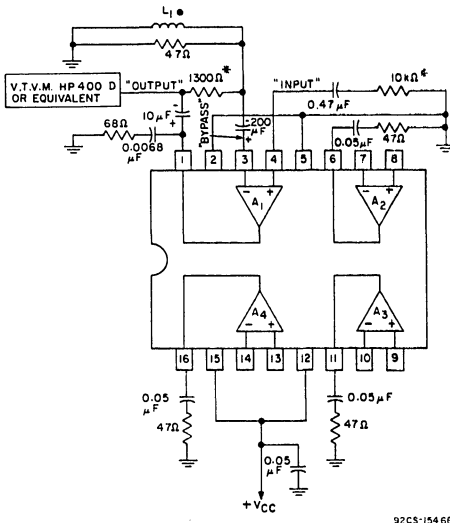 L1
47Ω
V.T.V.M. HP 400 D
OR EQUIVALENT
"OUTPUT"
1300Ω*
"INPUT"
10kΩ*
0.47μF
10μF
"BYPASS"
200
μF
68Ω
0.0068
μF
0.05μF
47Ω
1 2 3 4 5 6 7 8
- + - +
A1 A2
A4 A3
- + - +
16 15 14 13 12 11 10 9
0.05
μF
0.05μF
47Ω
47Ω
0.05
μF
+VCC